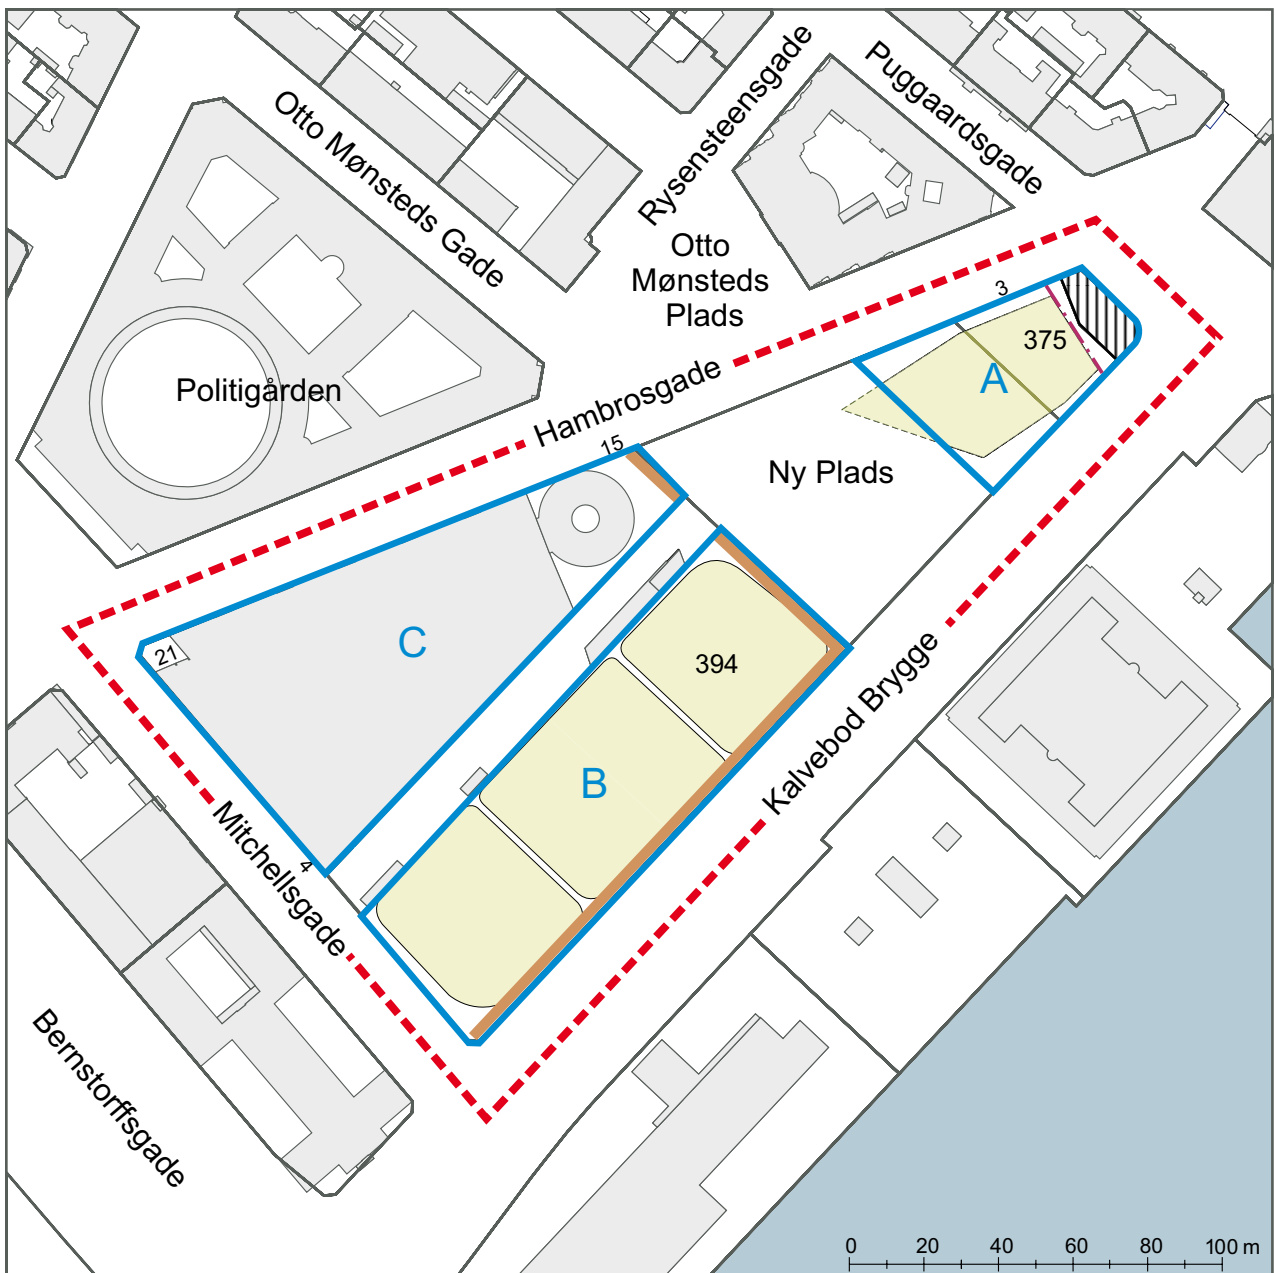 Otto Mønsteds Gade
Rysensteensgade
Puggaardsgade
Otto
Mønsteds
Plads
3
375
A
Politigården
Hambrosgade
15
Ny Plads
C
21
394
B
Kalvebod Brygge
Mitchellsgade
4
Bernstorffsgade
0 20 40 60 80 100 m